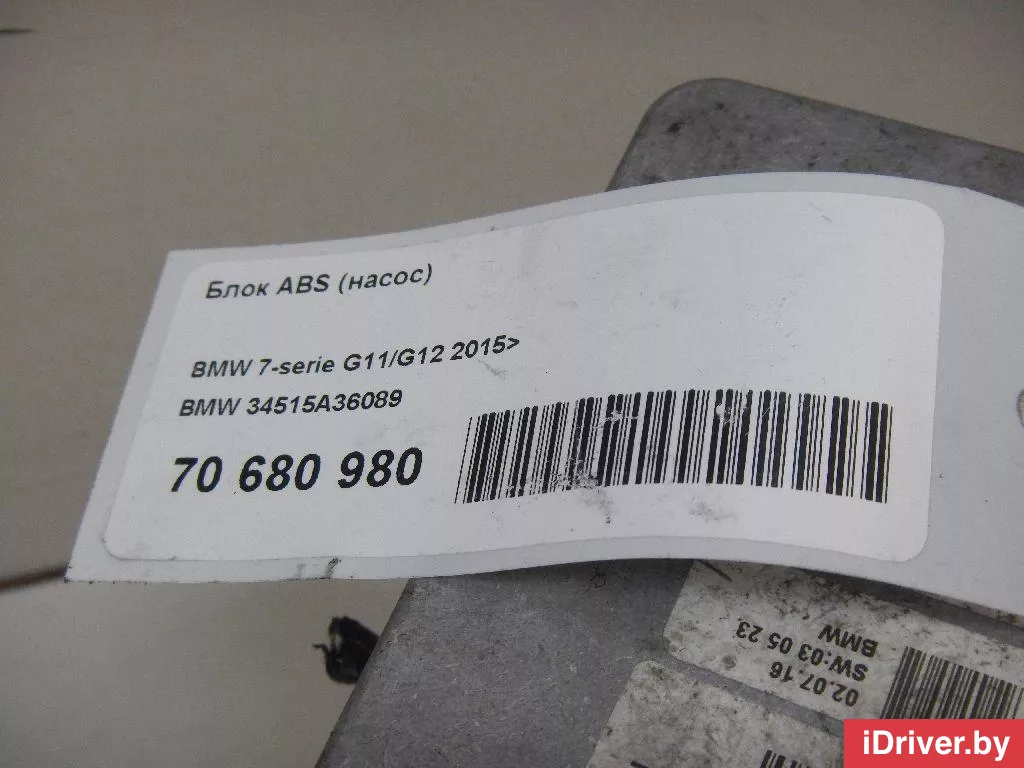 Блок ABS (насос)
BMW 7-serie G11/G12 2015>
BMW 34515A36089
70 680 980
02.07.16
SW:03 05 23
BMW
iDriver.by